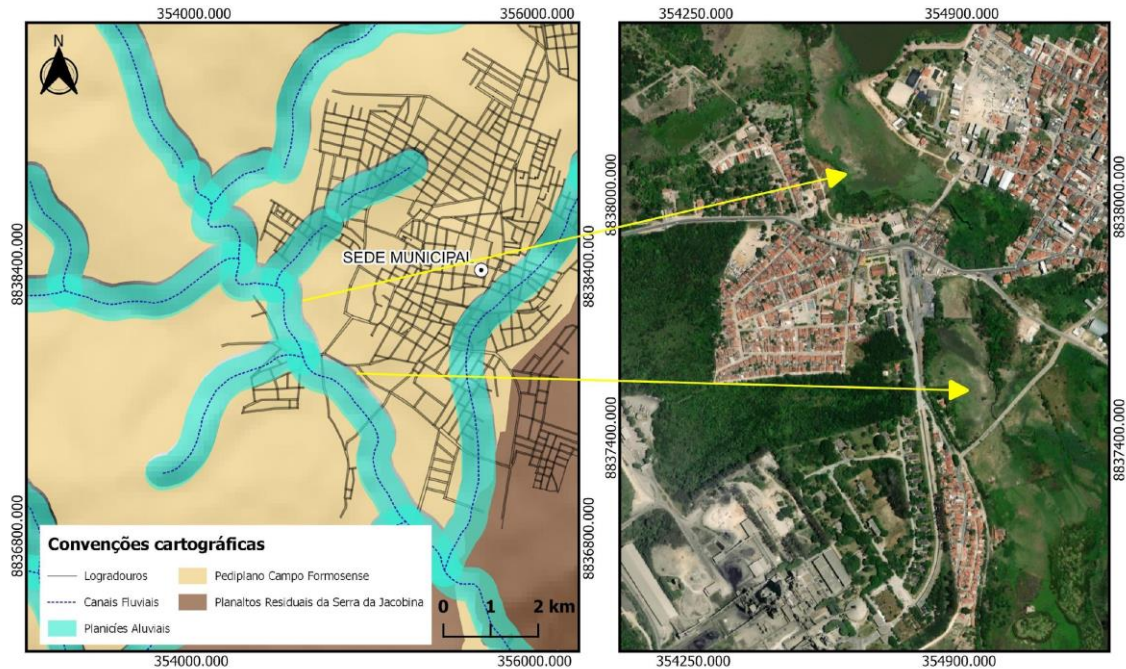 354000.000
356000.000
354250.000
354900.000
N
8838400.000
8838400.000
8838000.000
8838000.000
SEDE MUNICIPAL
8837400.000
8837400.000
8836800.000
8836800.000
Convenções cartográficas
Logradouros
Pediplano Campo Formosense
Canais Fluviais
Planaltos Residuais da Serra da Jacobina
Planicíes Aluviais
0 1 2 km
354000.000
356000.000
354250.000
354900.000